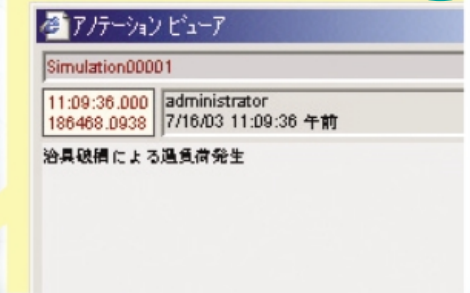 アノテーション ビューア
Simulation00001
11:09:36.000
186468.0938
administrator
7/16/03 11:09:36 午前
治具破損による過負荷発生